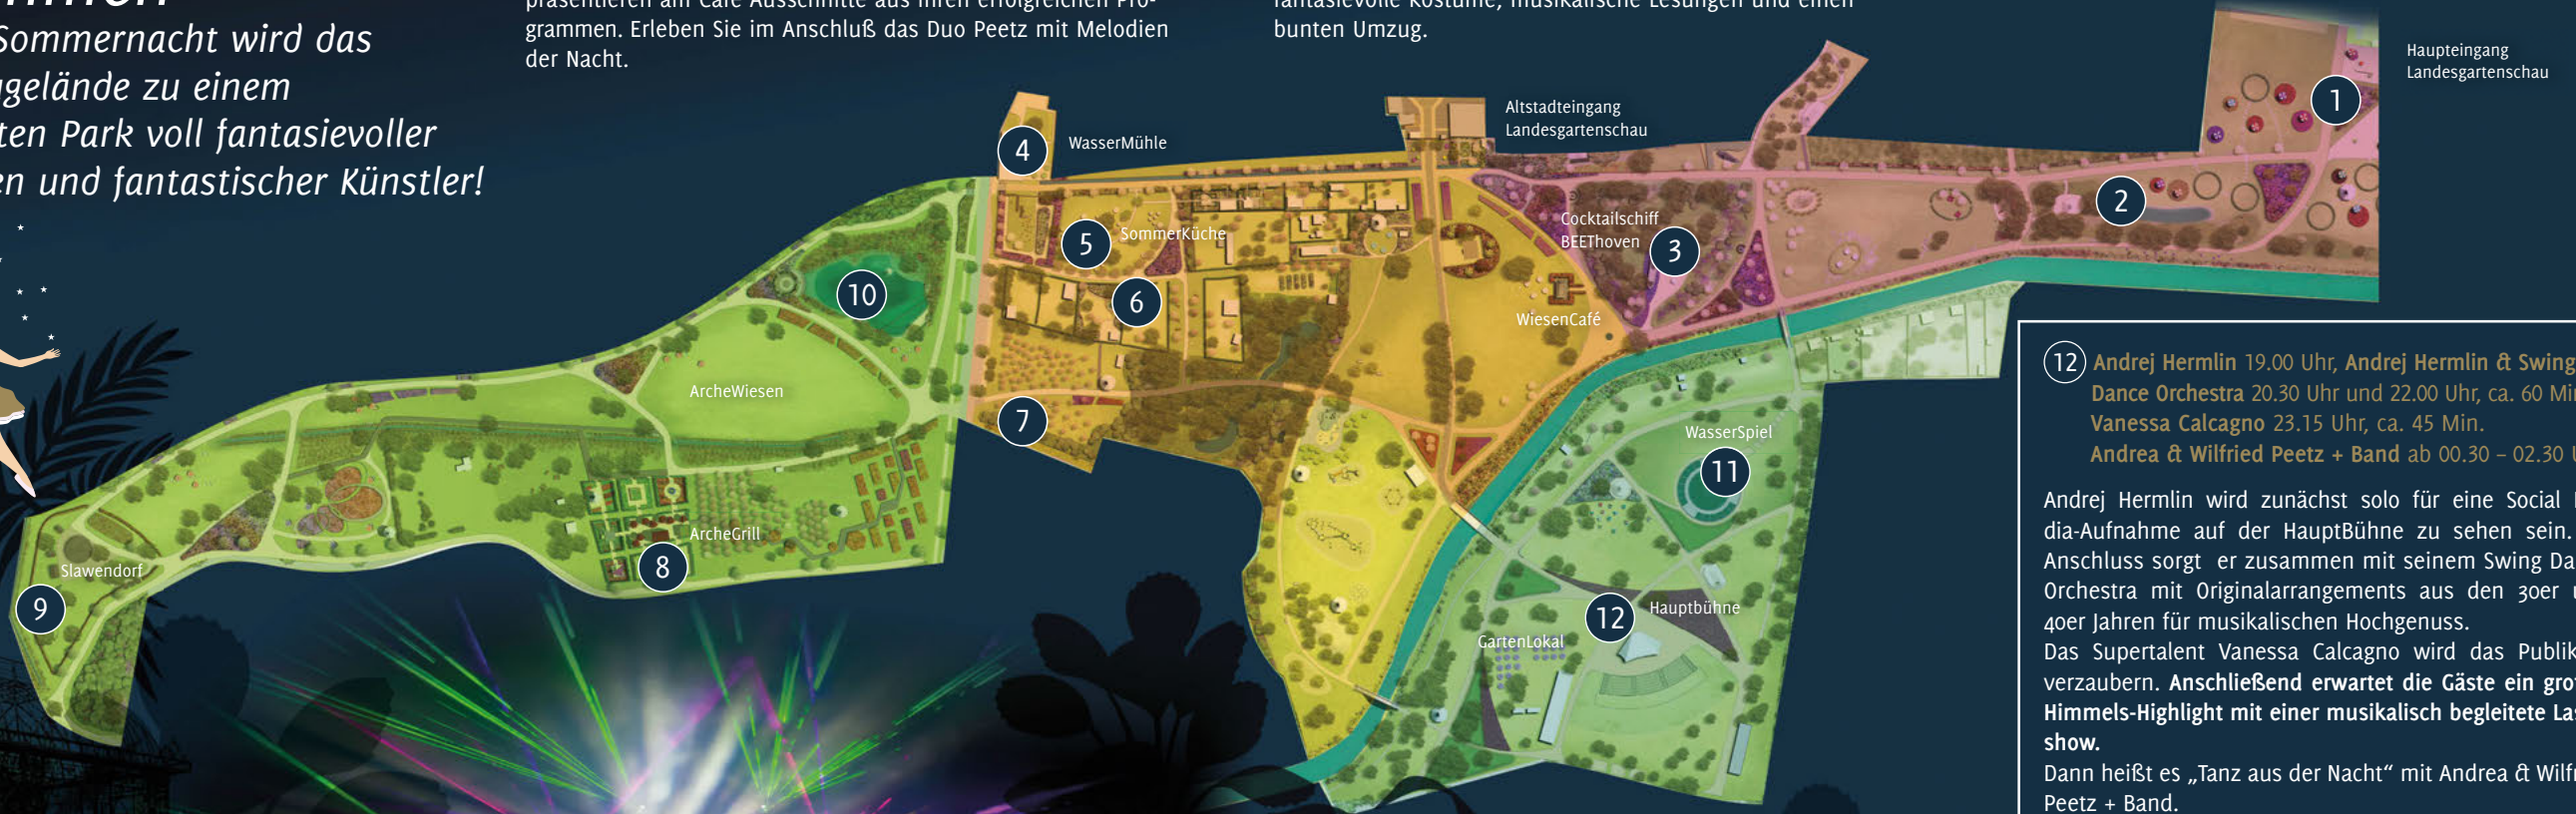 Sommernacht wird das
zu einem
Park voll fantasievoller
und fantastischer Künstler!
präsentieren am Café Ausschnitte aus ihren erfolgreichen Pro-
grammen. Erleben Sie im Anschluß das Duo Peetz mit Melodien
der Nacht.
fantasievolle Kostüme, musikalische Lesungen und einen
bunten Umzug.
Haupteingang
Landesgartenschau
1
Altstadteingang
Landesgartenschau
4
WasserMühle
2
Cocktailschiff
BEEThoven
3
5
SommerKüche
6
10
WiesenCafé
ArcheWiesen
7
WasserSpiel
11
ArcheGrill
8
Slawendorf
9
12
Hauptbühne
GartenLokal
12 Andrej Hermlin 19.00 Uhr, Andrej Hermlin & Swing
Dance Orchestra 20.30 Uhr und 22.00 Uhr, ca. 60 Min
Vanessa Calcagno 23.15 Uhr, ca. 45 Min.
Andrea & Wilfried Peetz + Band ab 00.30 – 02.30
Andrej Hermlin wird zunächst solo für eine Social
dia-Aufnahme auf der HauptBühne zu sehen sein.
Anschluss sorgt er zusammen mit seinem Swing Da
Orchestra mit Originalarrangements aus den 30er
40er Jahren für musikalischen Hochgenuss.
Das Supertalent Vanessa Calcagno wird das Publik
verzaubern. Anschließend erwartet die Gäste ein
Himmels-Highlight mit einer musikalisch begleitete
show.
Dann heißt es „Tanz aus der Nacht“ mit Andrea & Wilf
Peetz + Band.